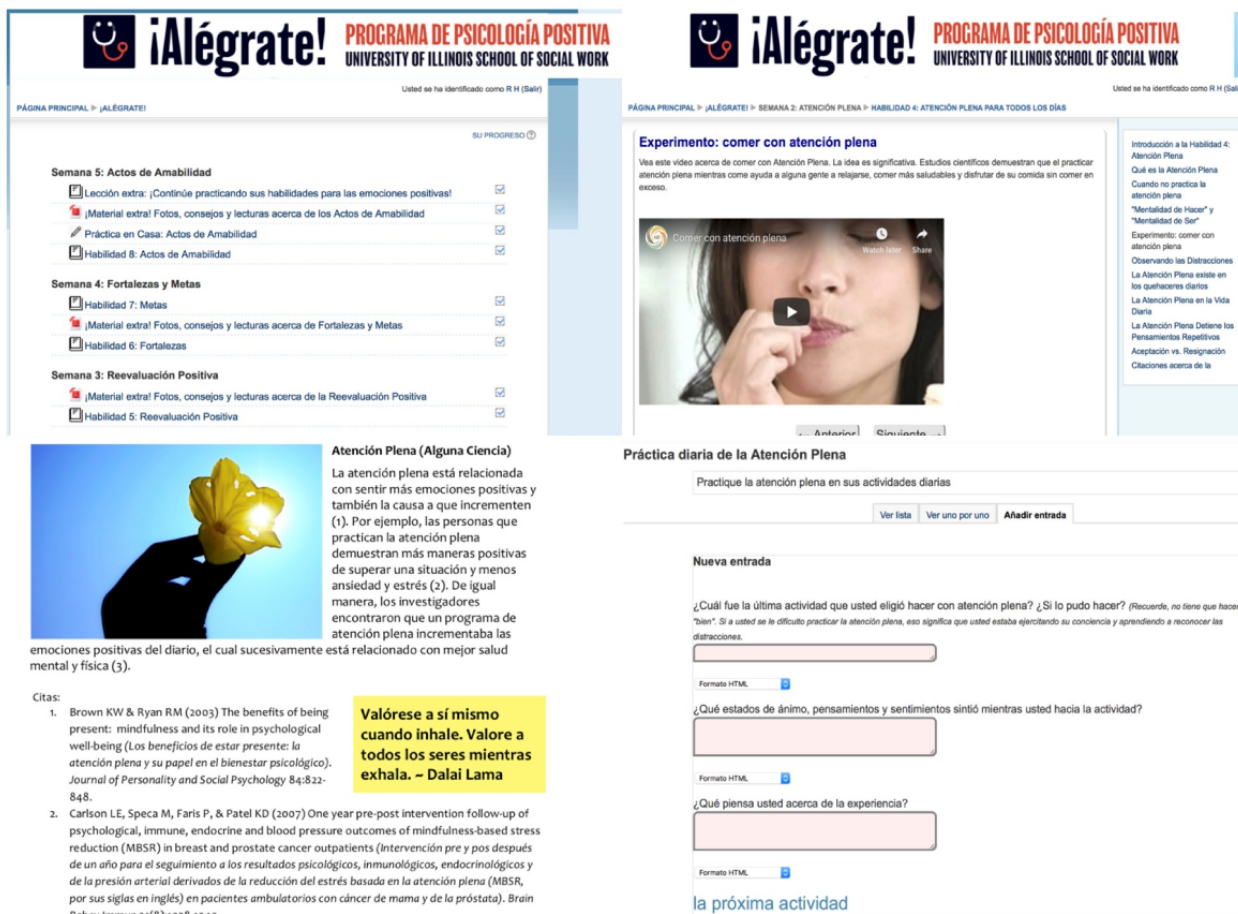 ¡Alégrate!
PROGRAMA DE PSICOLOGÍA POSITIVA
UNIVERSITY OF ILLINOIS SCHOOL OF SOCIAL WORK
Usted se ha identificado como R H (Salir)
PÁGINA PRINCIPAL ▶ ¡ALÉGRATE!
SU PROGRESO
Semana 5: Actos de Amabilidad
Lección extra: ¡Continúe practicando sus habilidades para las emociones positivas!
¡Material extra! Fotos, consejos y lecturas acerca de los Actos de Amabilidad
Práctica en Casa: Actos de Amabilidad
Habilidad 8: Actos de Amabilidad
Semana 4: Fortalezas y Metas
Habilidad 7: Metas
¡Material extra! Fotos, consejos y lecturas acerca de Fortalezas y Metas
Habilidad 6: Fortalezas
Semana 3: Reevaluación Positiva
¡Material extra! Fotos, consejos y lecturas acerca de la Reevaluación Positiva
Habilidad 5: Reevaluación Positiva
¡Alégrate!
PROGRAMA DE PSICOLOGÍA POSITIVA
UNIVERSITY OF ILLINOIS SCHOOL OF SOCIAL WORK
Usted se ha identificado como R H (Sali
PÁGINA PRINCIPAL ▶ ¡ALÉGRATE! ▶ SEMANA 2: ATENCIÓN PLENA ▶ HABILIDAD 4: ATENCIÓN PLENA PARA TODOS LOS DÍAS
Experimento: comer con atención plena
Vea este video acerca de comer con Atención Plena. La idea es significativa. Estudios científicos demuestran que el practicar
atención plena mientras come ayuda a alguna gente a relajarse, comer más saludables y disfrutar de su comida sin comer en
exceso.
Comer con atención plena
Watch later
Share
← Anterior
Siguiente →
Introducción a la Habilidad 4:
Atención Plena
Qué es la Atención Plena
Cuando no practica la
atención plena
"Mentalidad de Hacer" y
"Mentalidad de Ser"
Experimento: comer con
atención plena
Observando las Distracciones
La Atención Plena existe en
los quehaceres diarios
La Atención Plena en la Vida
Diaria
La Atención Plena Detiene los
Pensamientos Repetitivos
Aceptación vs. Resignación
Citaciones acerca de la
Atención Plena (Alguna Ciencia)
La atención plena está relacionada
con sentir más emociones positivas y
también la causa a que incrementen
(1). Por ejemplo, las personas que
practican la atención plena
demuestran más maneras positivas
de superar una situación y menos
ansiedad y estrés (2). De igual
manera, los investigadores
encontraron que un programa de
atención plena incrementaba las
emociones positivas del diario, el cual sucesivamente está relacionado con mejor salud
mental y física (3).
Citas:
1. Brown KW & Ryan RM (2003) The benefits of being
present: mindfulness and its role in psychological
well-being (Los beneficios de estar presente: la
atención plena y su papel en el bienestar psicológico).
Journal of Personality and Social Psychology 84:822-
848.
2. Carlson LE, Speca M, Faris P, & Patel KD (2007) One year pre-post intervention follow-up of
psychological, immune, endocrine and blood pressure outcomes of mindfulness-based stress
reduction (MBSR) in breast and prostate cancer outpatients (Intervención pre y pos después
de un año para el seguimiento a los resultados psicológicos, inmunológicos, endocrinológicos y
de la presión arterial derivados de la reducción del estrés basada en la atención plena (MBSR,
por sus siglas en inglés) en pacientes ambulatorios con cáncer de mama y de la próstata). Brain
Valórese a sí mismo
cuando inhale. Valore a
todos los seres mientras
exhala. ~ Dalai Lama
Práctica diaria de la Atención Plena
Practique la atención plena en sus actividades diarias
Ver lista
Ver uno por uno
Añadir entrada
Nueva entrada
¿Cuál fue la última actividad que usted eligió hacer con atención plena? ¿Si lo pudo hacer? (Recuerde, no tiene que hacer
"bien". Si a usted se le dificulto practicar la atención plena, eso significa que usted estaba ejercitando su conciencia y aprendiendo a reconocer las
distracciones.
Formato HTML
¿Qué estados de ánimo, pensamientos y sentimientos sintió mientras usted hacia la actividad?
Formato HTML
¿Qué piensa usted acerca de la experiencia?
Formato HTML
la próxima actividad